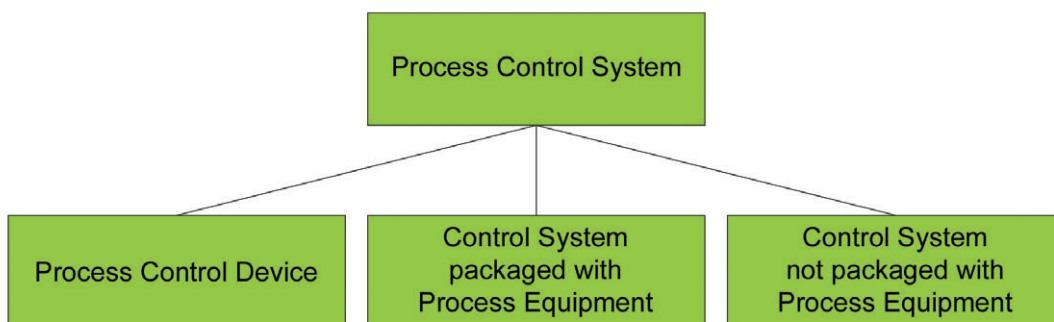 Process Control System
Process Control Device
Control System
packaged with
Process Equipment
Control System
not packaged with
Process Equipment